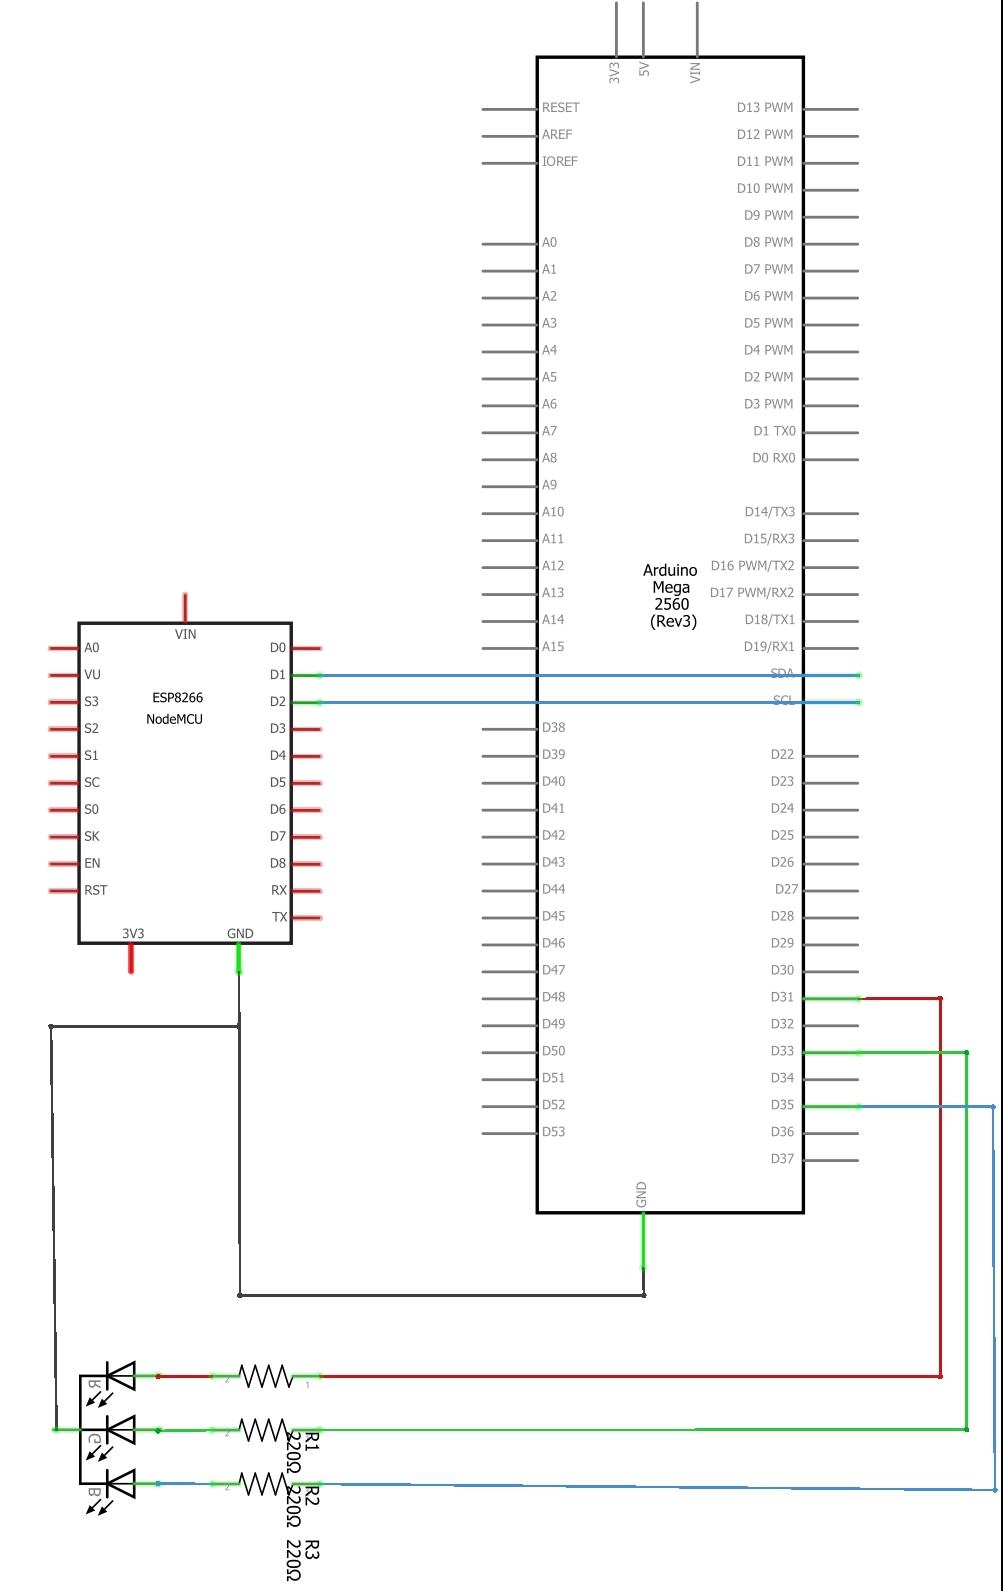 3V3
5V
VIN
RESET
D13 PWM
AREF
D12 PWM
IOREF
D11 PWM
D10 PWM
D9 PWM
A0
D8 PWM
A1
D7 PWM
A2
D6 PWM
A3
D5 PWM
A4
D4 PWM
A5
D2 PWM
A6
D3 PWM
A7
D1 TX0
A8
D0 RX0
A9
A10
D14/TX3
A11
D15/RX3
A12
D16 PWM/TX2
A13
D17 PWM/RX2
A14
D18/TX1
A15
D19/RX1
SDA
SCL
Arduino
Mega
2560
(Rev3)
D38
D39
D22
D40
D23
D41
D24
D42
D25
D43
D26
D44
D27
D45
D28
D46
D29
D47
D30
D48
D31
D49
D32
D50
D33
D51
D34
D52
D35
D53
D36
D37
GND
VIN
A0
D0
VU
D1
S3
D2
S2
D3
S1
D4
SC
D5
S0
D6
SK
D7
EN
D8
RST
RX
TX
3V3
GND
ESP8266
NodeMCU
R
2
1
G
2
R1
220Ω
B
2
R2
220Ω
R3
220Ω